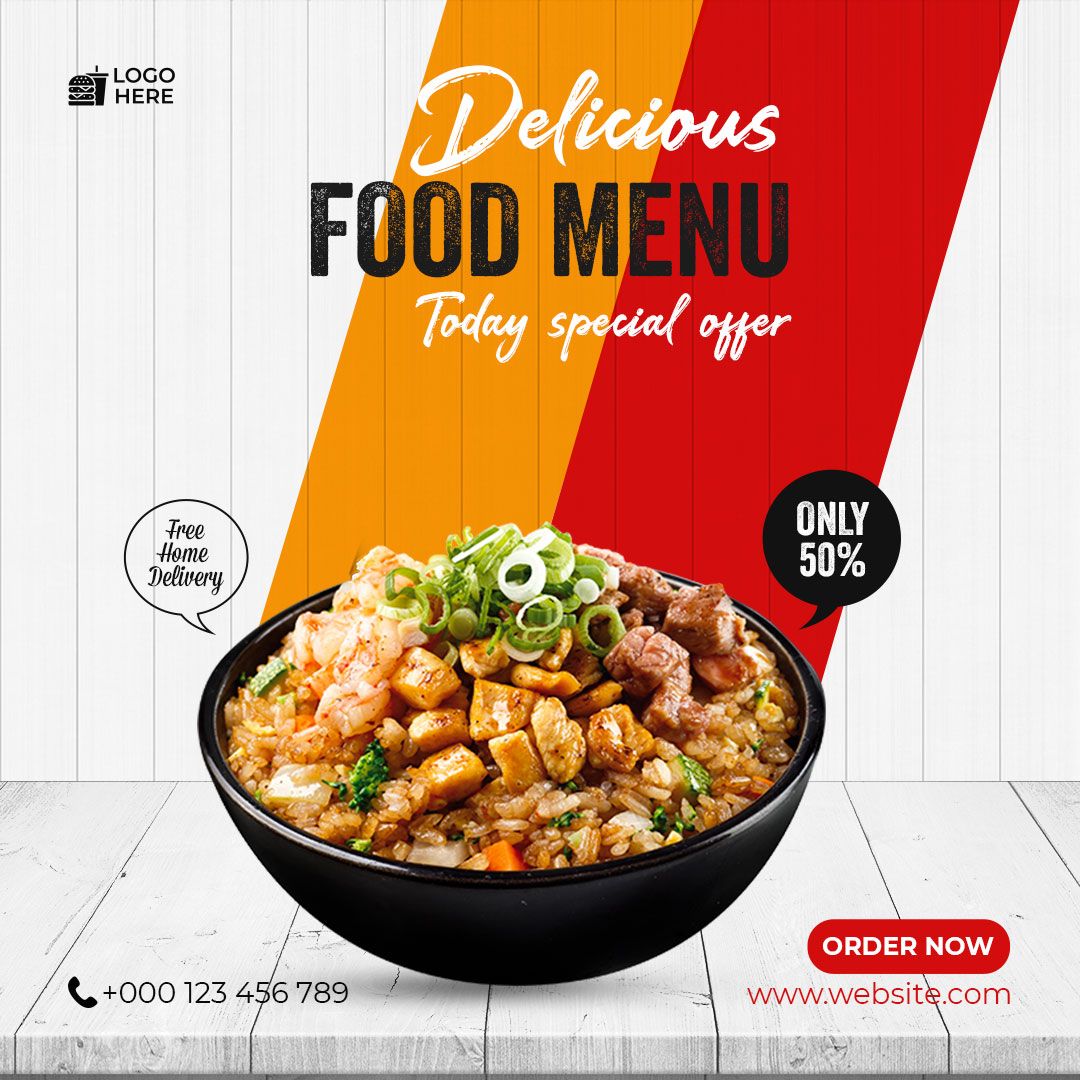 LOGO
HERE
Delicious
FOOD MENU
Today special offer
Free
Home
Delivery
ONLY
50%
ORDER NOW
+000 123 456 789
www.website.com